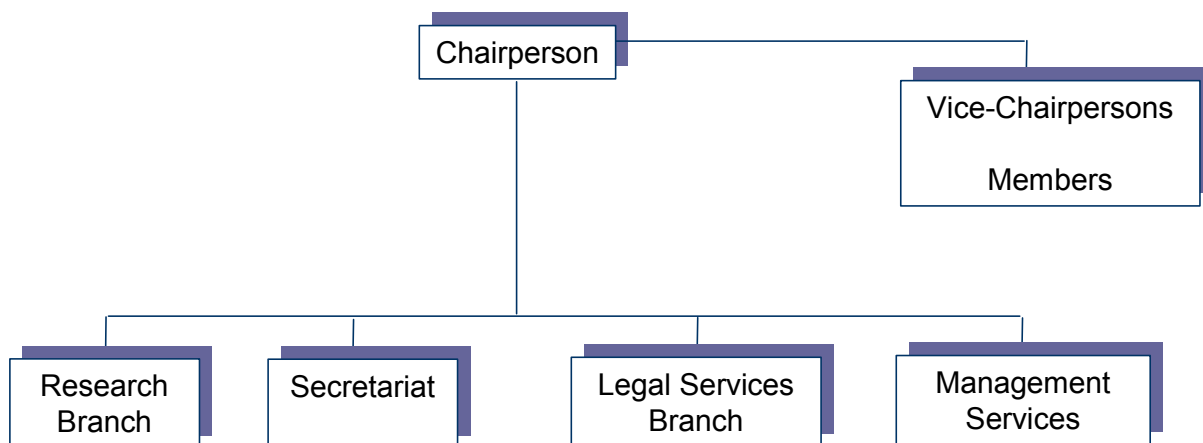 Chairperson
Vice-Chairpersons
Members
Research
Branch
Secretariat
Legal Services
Branch
Management
Services